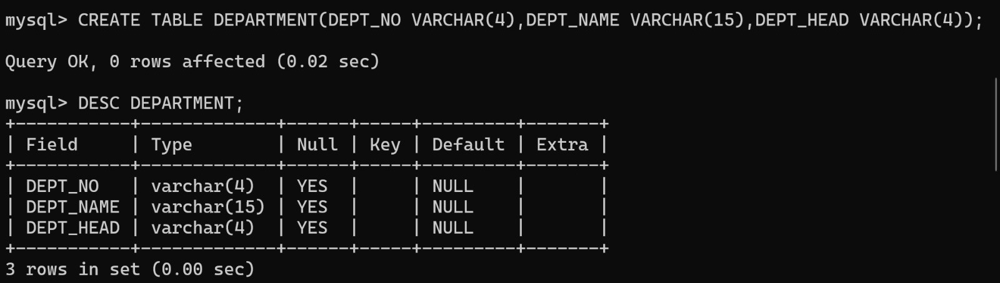 mysql> CREATE TABLE DEPARTMENT(DEPT_NO VARCHAR(4),DEPT_NAME VARCHAR(15),DEPT_HEAD VARCHAR(4));
Query OK, 0 rows affected (0.02 sec)
mysql> DESC DEPARTMENT;
+-----------+-------------+------+-----+---------+-------+
| Field     | Type        | Null | Key | Default | Extra |
+-----------+-------------+------+-----+---------+-------+
| DEPT_NO   | varchar(4)  | YES  |     | NULL    |       |
| DEPT_NAME | varchar(15) | YES  |     | NULL    |       |
| DEPT_HEAD | varchar(4)  | YES  |     | NULL    |       |
+-----------+-------------+------+-----+---------+-------+
3 rows in set (0.00 sec)